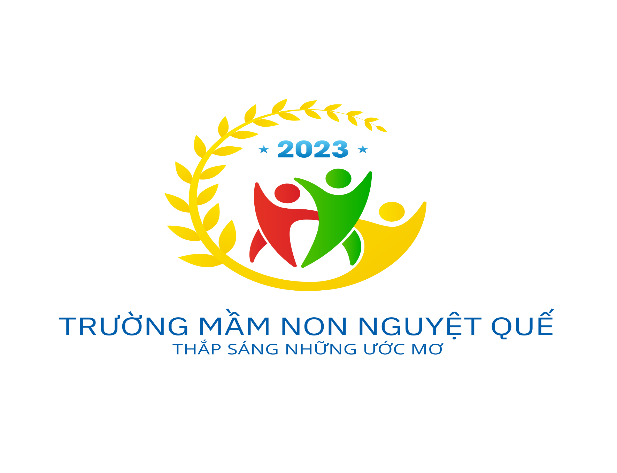 2023
TRƯỜNG MẦM NON NGUYỆT QUẾ
THẮP SÁNG NHỮNG ƯỚC MƠ